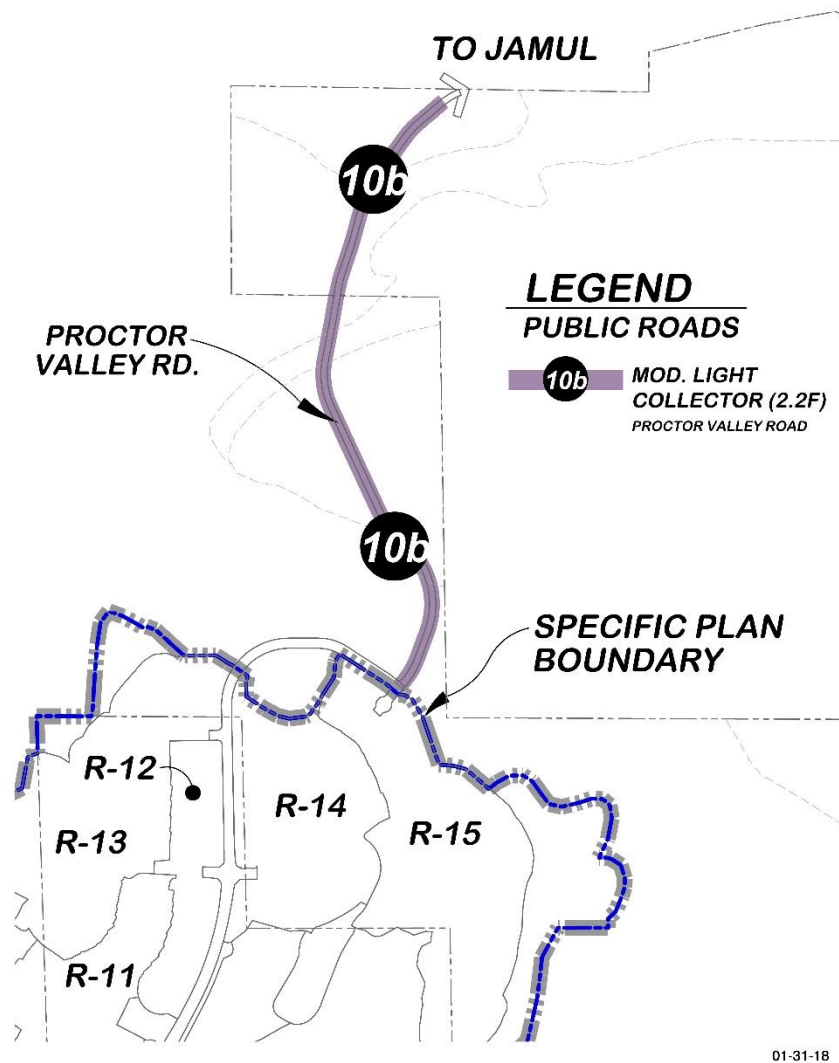 TO JAMUL
10b
LEGEND
PUBLIC ROADS
10b
MOD. LIGHT
COLLECTOR (2.2F)
PROCTOR VALLEY ROAD
PROCTOR
VALLEY RD.
10b
SPECIFIC PLAN
BOUNDARY
R-12
R-14
R-13
R-15
R-11
01-31-18